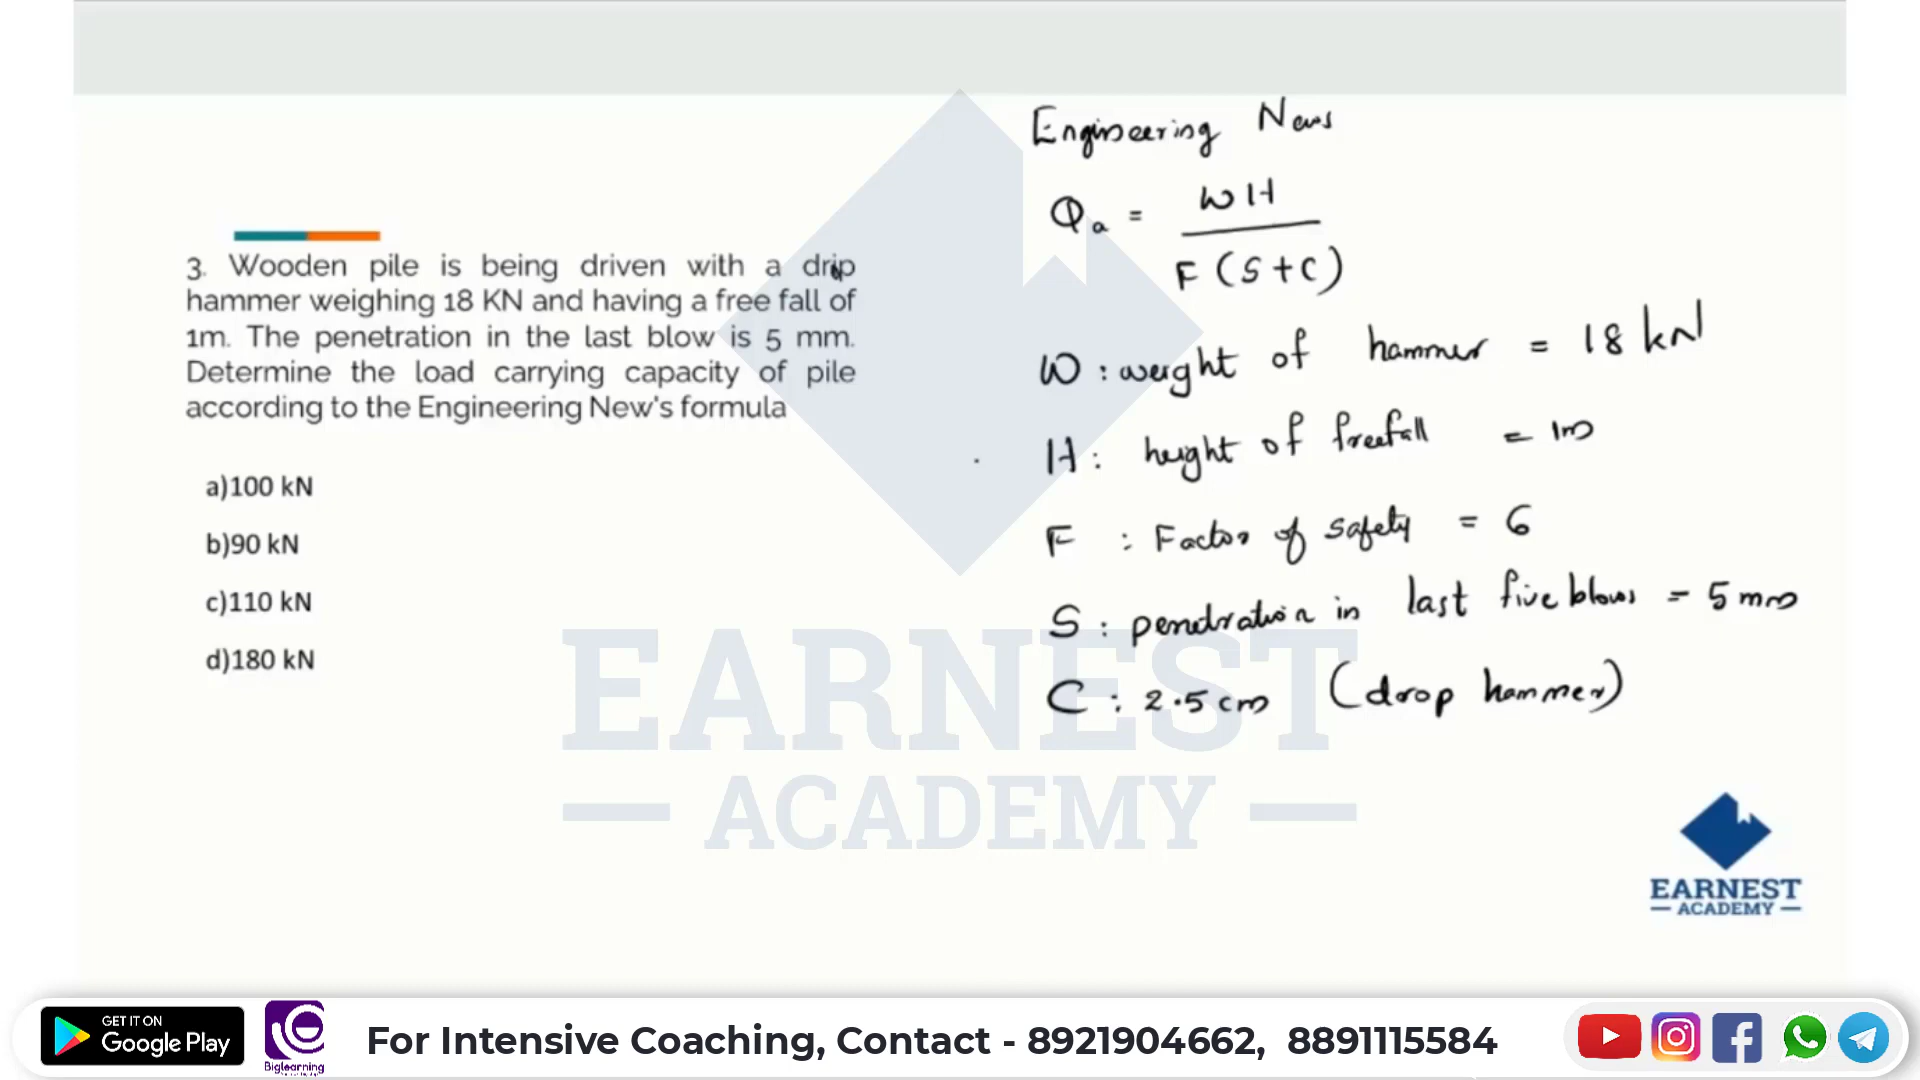 3. Wooden pile is being driven with a drip
hammer weighing 18 KN and having a free fall of
1m. The penetration in the last blow is 5 mm.
Determine the load carrying capacity of pile
according to the Engineering New's formula
a)100 kN
b)90 kN
c)110 kN
d)180 kN
Engineering News
Qa = WH
F (S+C)
W : weight of hammer = 18 kN
H : height of freefall = 1m
F : Factor of safety = 6
S : penetration in last five blows = 5 mm
C : 2.5 cm (drop hammer)
EARNEST
ACADEMY
EARNEST
ACADEMY
GET IT ON
Google Play
Biglearning
For Intensive Coaching, Contact - 8921904662, 8891115584